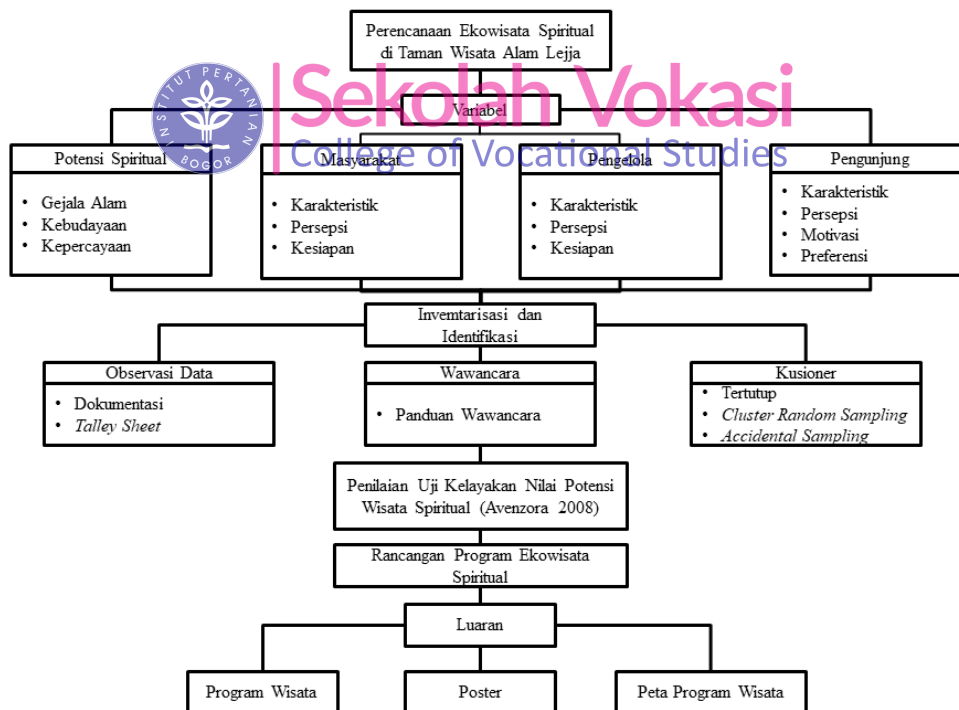 Perencanaan Ekowisata Spiritual
di Taman Wisata Alam Lejja
INSTITUT PERTANIAN
BOGOR
Sekolah Vokasi
College of Vocational Studies
Variabel
Potensi Spiritual
• Gejala Alam
• Kebudayaan
• Kepercayaan
Masyarakat
• Karakteristik
• Persepsi
• Kesiapan
Pengelola
• Karakteristik
• Persepsi
• Kesiapan
Pengunjung
• Karakteristik
• Persepsi
• Motivasi
• Preferensi
Invemtarisasi dan
Identifikasi
Observasi Data
• Dokumentasi
• Talley Sheet
Wawancara
• Panduan Wawancara
Kusioner
• Tertutup
• Cluster Random Sampling
• Accidental Sampling
Penilaian Uji Kelayakan Nilai Potensi
Wisata Spiritual (Avenzora 2008)
Rancangan Program Ekowisata
Spiritual
Luaran
Program Wisata
Poster
Peta Program Wisata